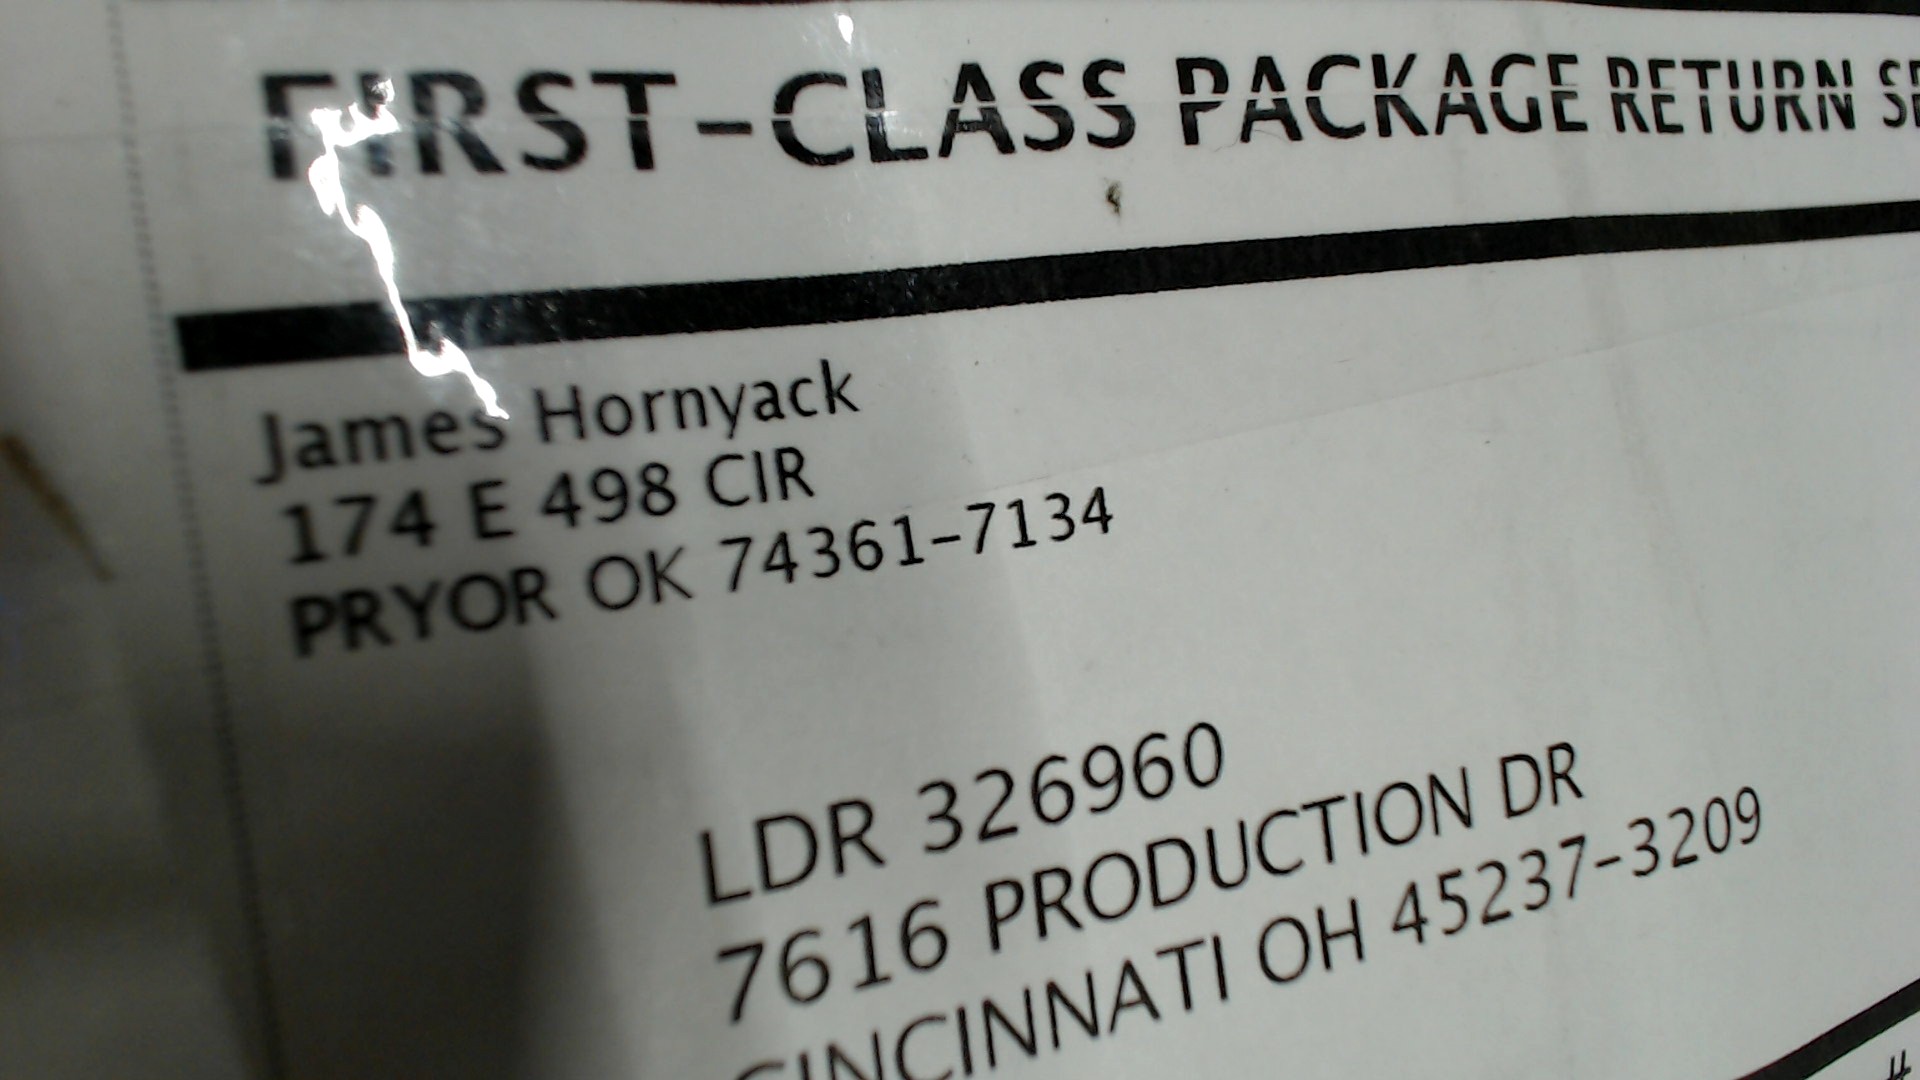 FIRST-CLASS PACKAGE RETURN
James Hornyack
174 E 498 CIR
PRYOR OK 74361-7134
LDR 326960
7616 PRODUCTION DR
CINCINNATI OH 45237-3209
#